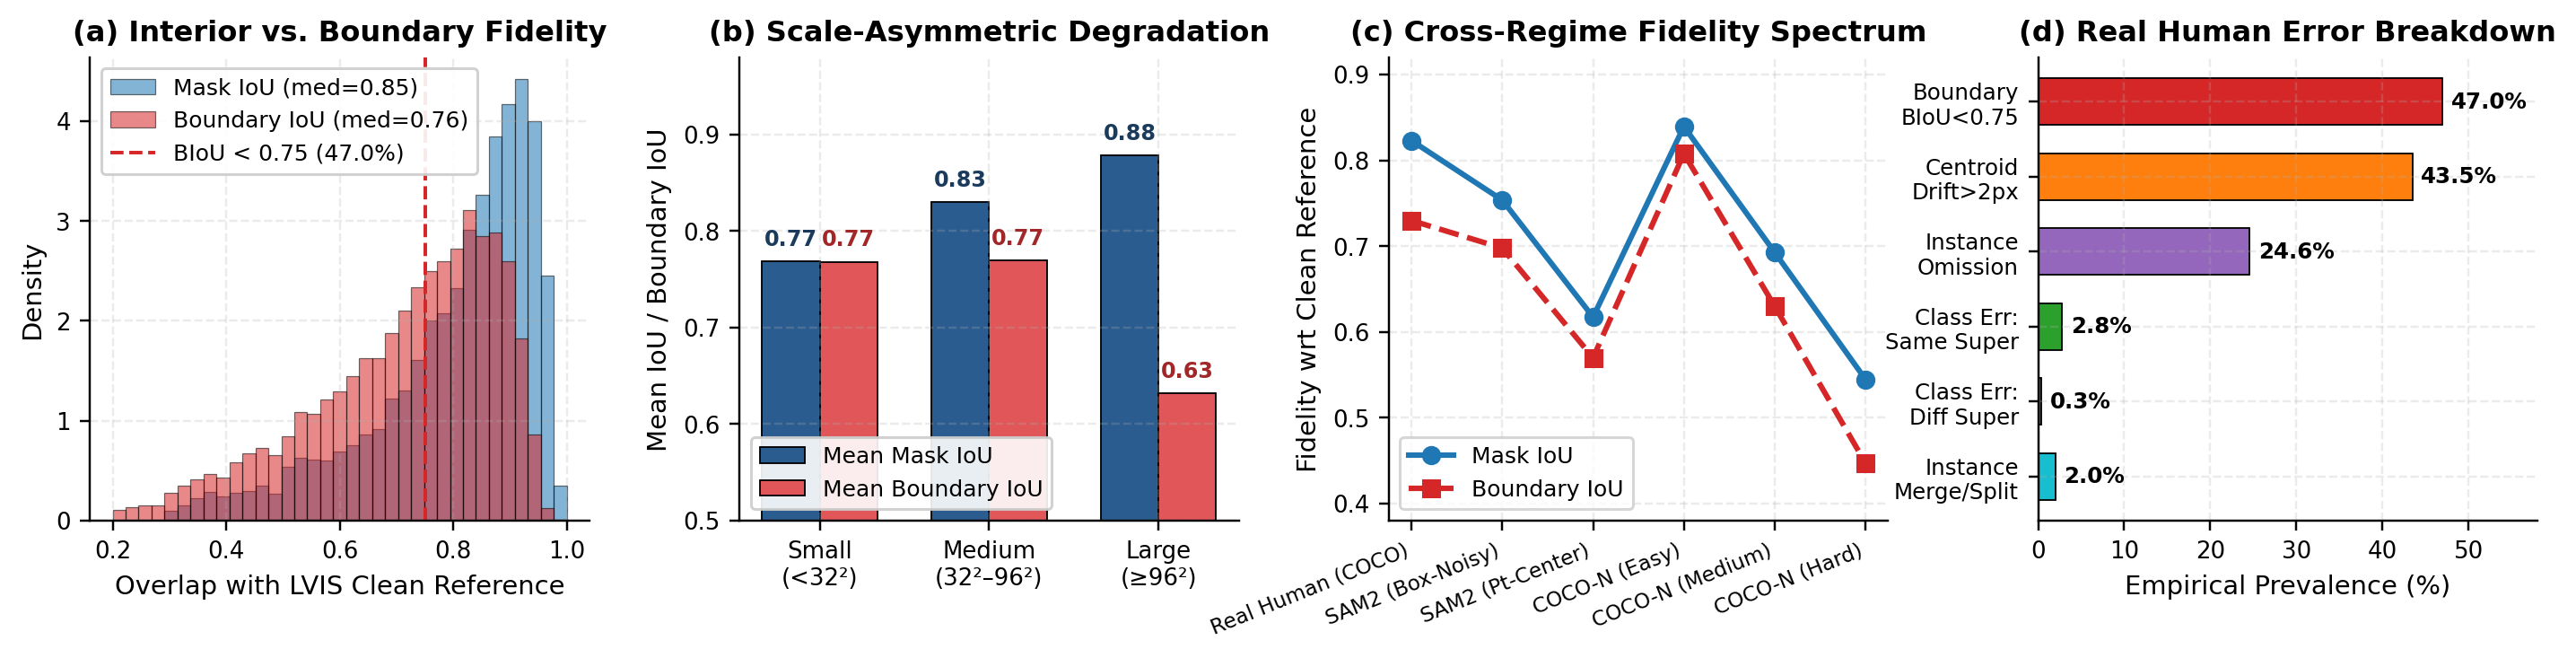 (a) Interior vs. Boundary Fidelity
Mask IoU (med=0.85)
Boundary IoU (med=0.76)
BIoU < 0.75 (47.0%)
Density
4
3
2
1
0
0.2
0.4
0.6
0.8
1.0
Overlap with LVIS Clean Reference
(b) Scale-Asymmetric Degradation
Mean IoU / Boundary IoU
0.9
0.8
0.7
0.6
0.5
0.77
0.77
0.83
0.77
0.88
0.63
Mean Mask IoU
Mean Boundary IoU
Small
(<32²)
Medium
(32²–96²)
Large
(≥96²)
(c) Cross-Regime Fidelity Spectrum
Fidelity wrt Clean Reference
0.9
0.8
0.7
0.6
0.5
0.4
Mask IoU
Boundary IoU
Real Human (COCO)
SAM2 (Box-Noisy)
SAM2 (Pt-Center)
COCO-N (Easy)
COCO-N (Medium)
COCO-N (Hard)
(d) Real Human Error Breakdown
Boundary
BIoU<0.75
47.0%
Centroid
Drift>2px
43.5%
Instance
Omission
24.6%
Class Err:
Same Super
2.8%
Class Err:
Diff Super
0.3%
Instance
Merge/Split
2.0%
0
10
20
30
40
50
Empirical Prevalence (%)